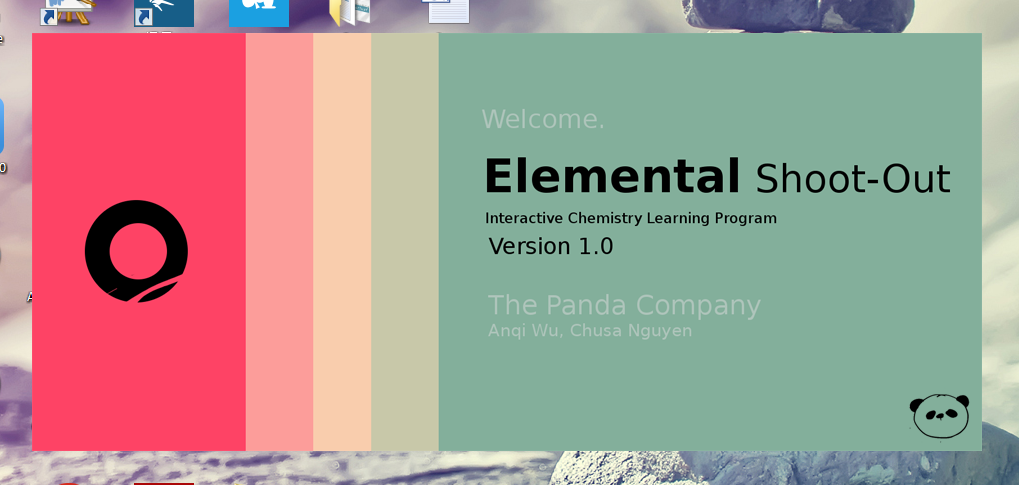 Welcome.
Elemental Shoot-Out
Interactive Chemistry Learning Program
Version 1.0
The Panda Company
Anqi Wu, Chusa Nguyen